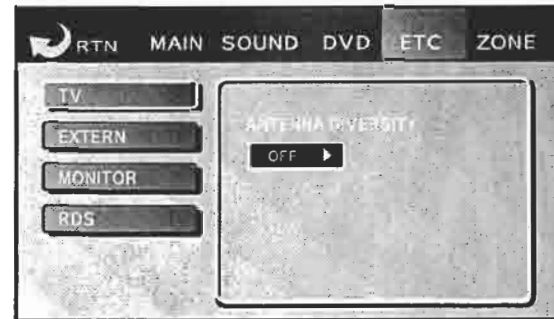 RTN MAIN SOUND DVD ETC ZONE
TV
EXTERN
MONITOR
RDS
ANTENNA DIVERSITY
OFF